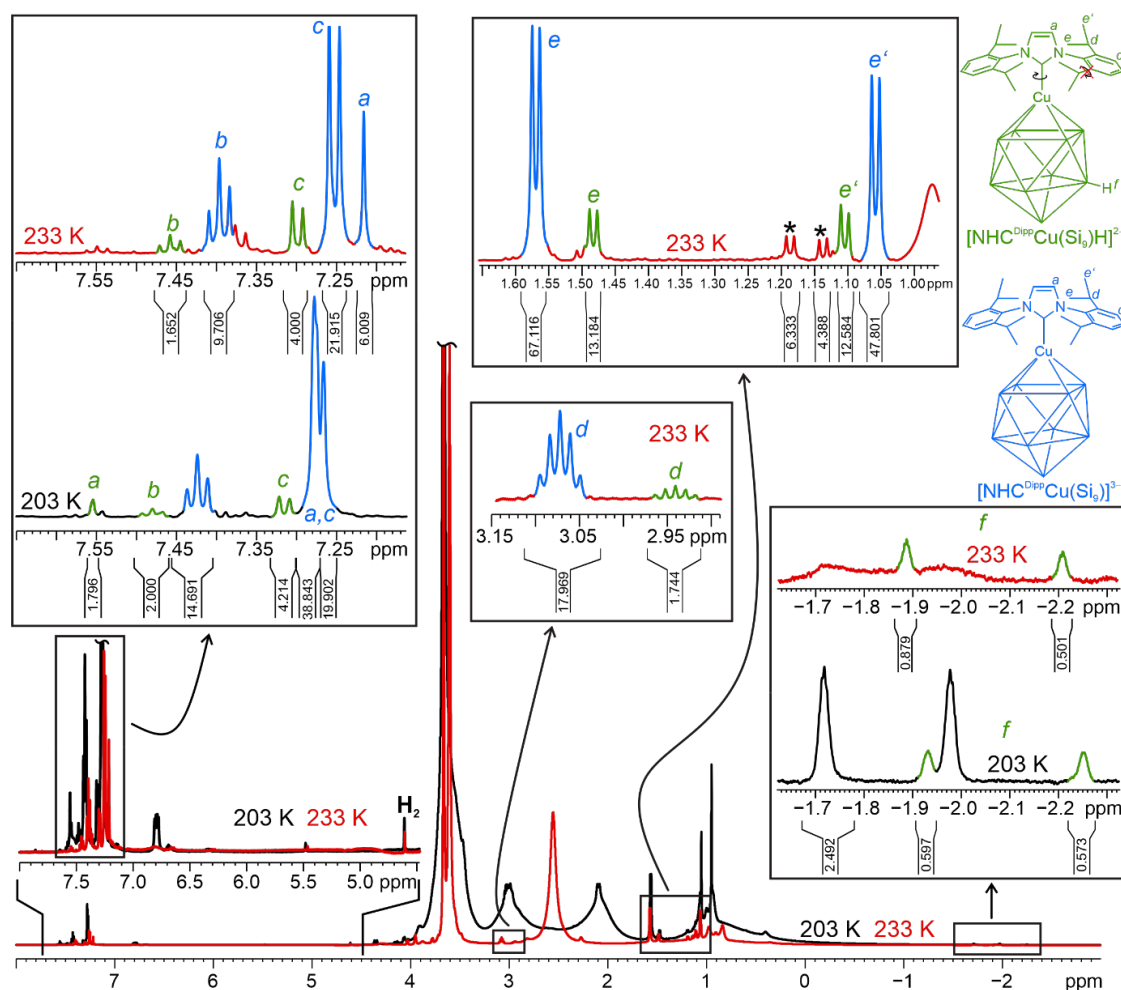 c
a
b
c
b
233 K
7.55 7.45 7.35 7.25 ppm
1.652
9.706
4.000
21.915
6.009
a
b
c
203 K
a,c
7.55 7.45 7.35 7.25 ppm
1.796
2.000
14.691
4.214
38.843
19.902
e
e'
e
e'
*
*
233 K
1.60 1.55 1.50 1.45 1.40 1.35 1.30 1.25 1.20 1.15 1.10 1.05 1.00 ppm
67.116
13.184
6.333
4.388
12.584
47.801
e'
a
e
d
N
N
Cu
H f
[NHCDippCu(Si9)H]2−
e'
a
e
d
N
N
Cu
[NHCDippCu(Si9)]3−
d
233 K
d
3.15 3.05 2.95 ppm
17.969
1.744
f
233 K
−1.7 −1.8 −1.9 −2.0 −2.1 −2.2 ppm
0.879
0.501
f
203 K
−1.7 −1.8 −1.9 −2.0 −2.1 −2.2 ppm
2.492
0.597
0.573
H2
203 K 233 K
7.5 7.0 6.5 6.0 5.5 5.0 ppm
203 K 233 K
7 6 5 4 3 2 1 0 −1 −2 ppm